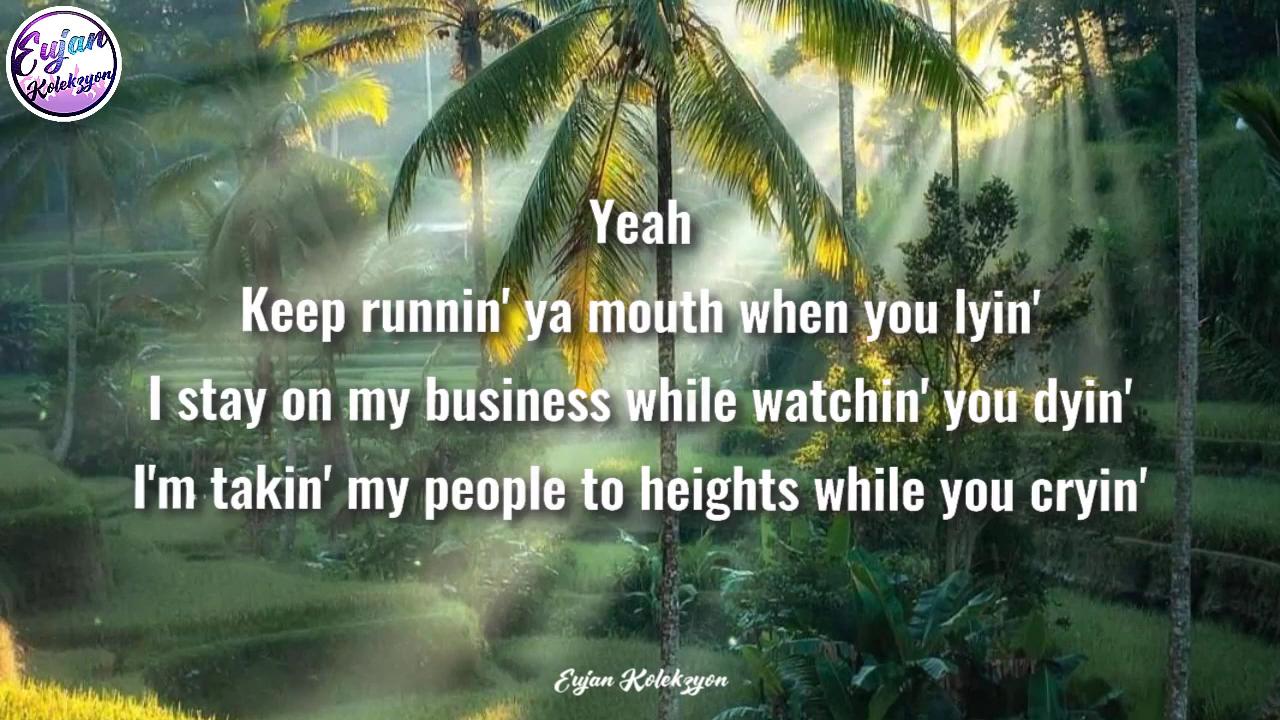 Eujan
Kolekzyon
Yeah
Keep runnin' ya mouth when you lyin'
I stay on my business while watchin' you dyin'
I'm takin' my people to heights while you cryin'
Eujan Kolekzyon